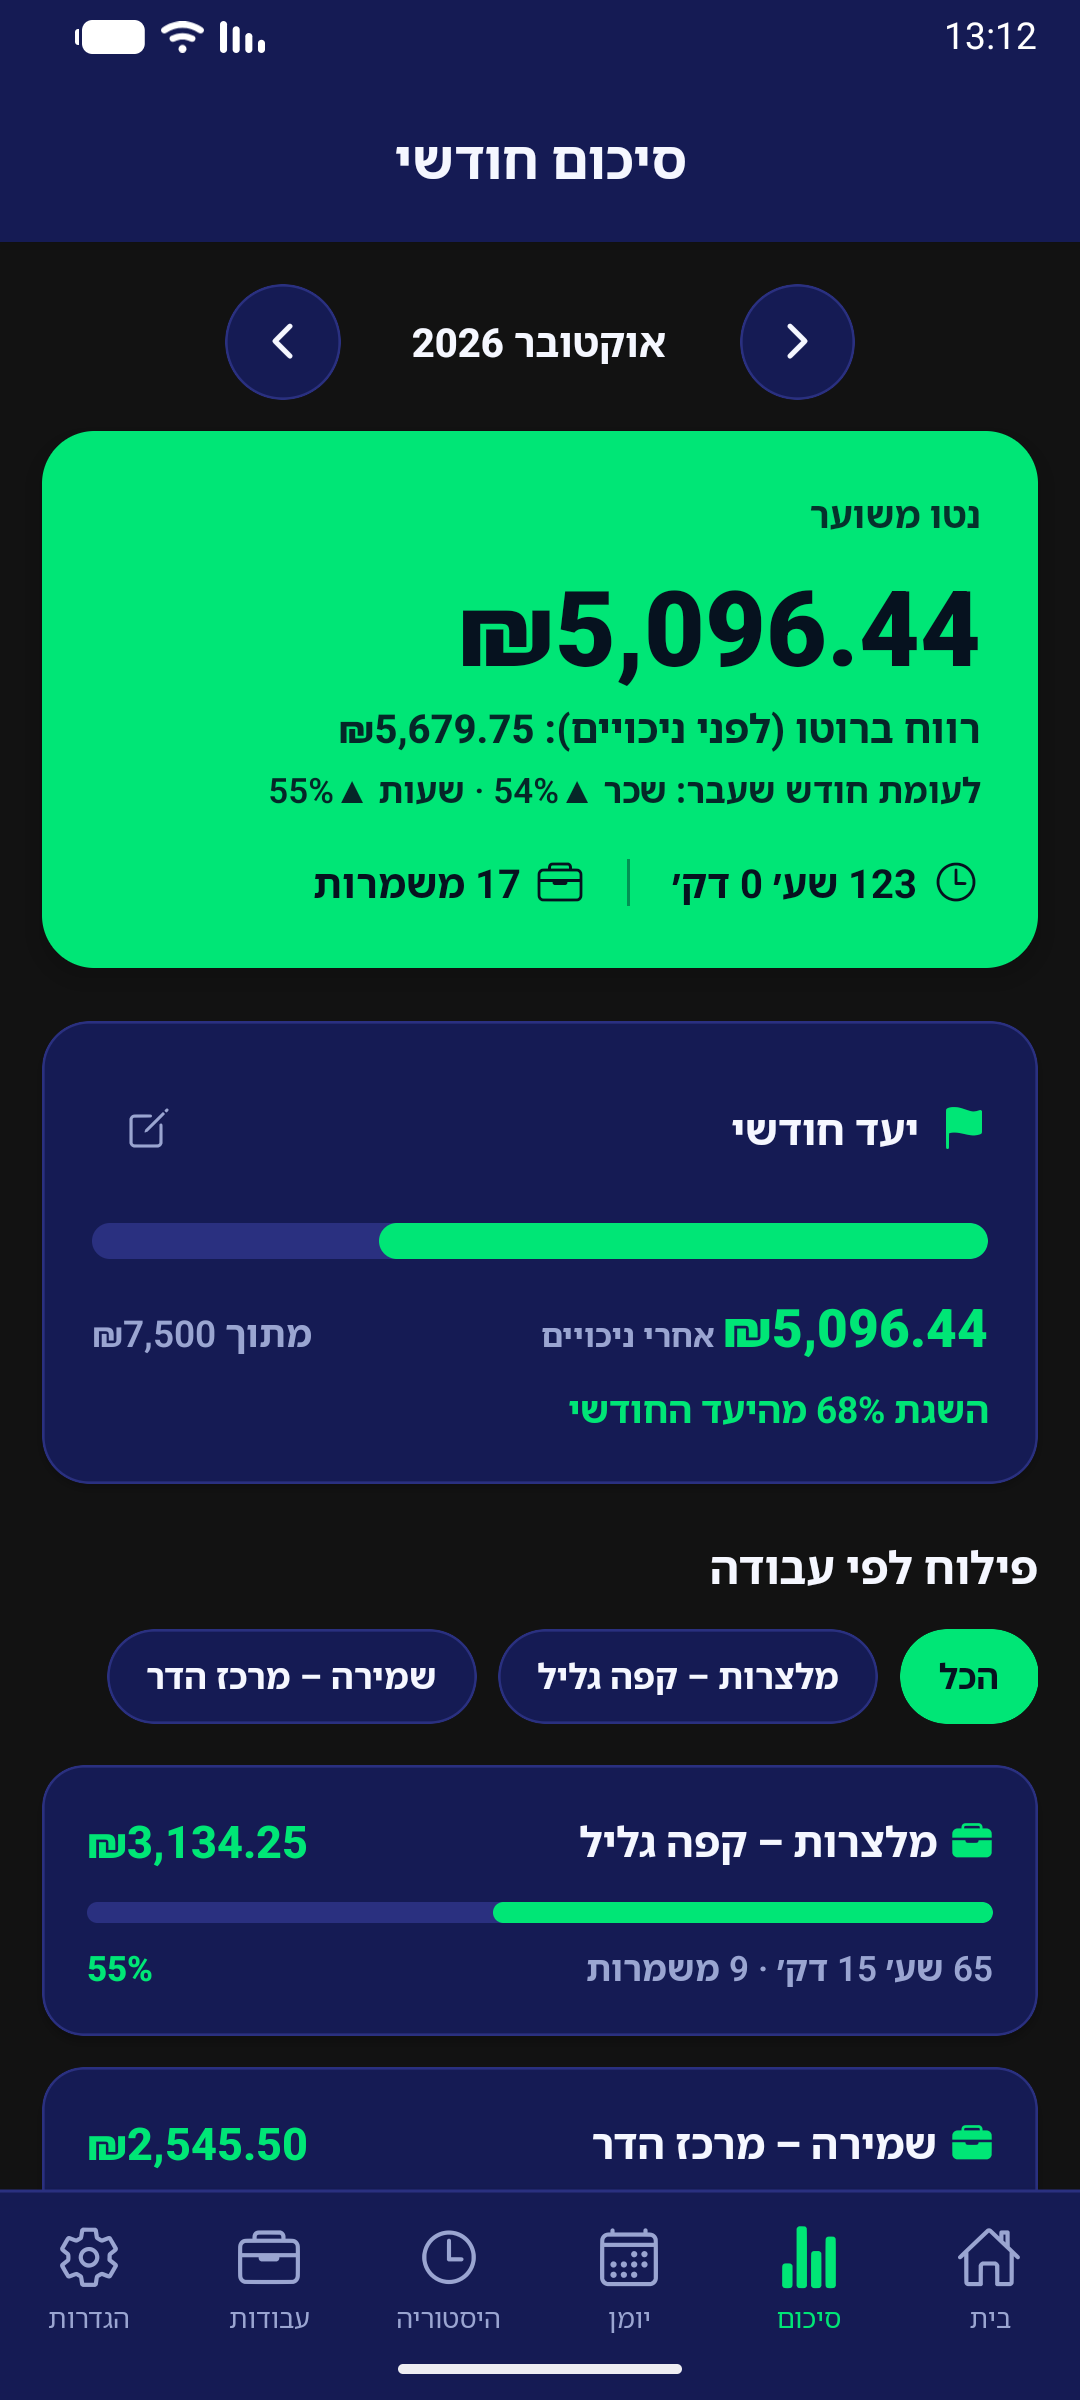 13:12
סיכום חודשי
אוקטובר 2026
נטו משוער
₪5,096.44
רווח ברוטו (לפני ניכויים): ₪5,679.75
לעומת חודש שעבר: שכר ▲54% · שעות ▲55%
123 שע׳ 0 דק׳
17 משמרות
יעד חודשי
₪5,096.44 אחרי ניכויים
מתוך ₪7,500
השגת 68% מהיעד החודשי
פילוח לפי עבודה
הכל
מלצרות – קפה גליל
שמירה – מרכז הדר
מלצרות – קפה גליל
₪3,134.25
65 שע׳ 15 דק׳ · 9 משמרות
55%
שמירה – מרכז הדר
₪2,545.50
בית
סיכום
יומן
היסטוריה
עבודות
הגדרות